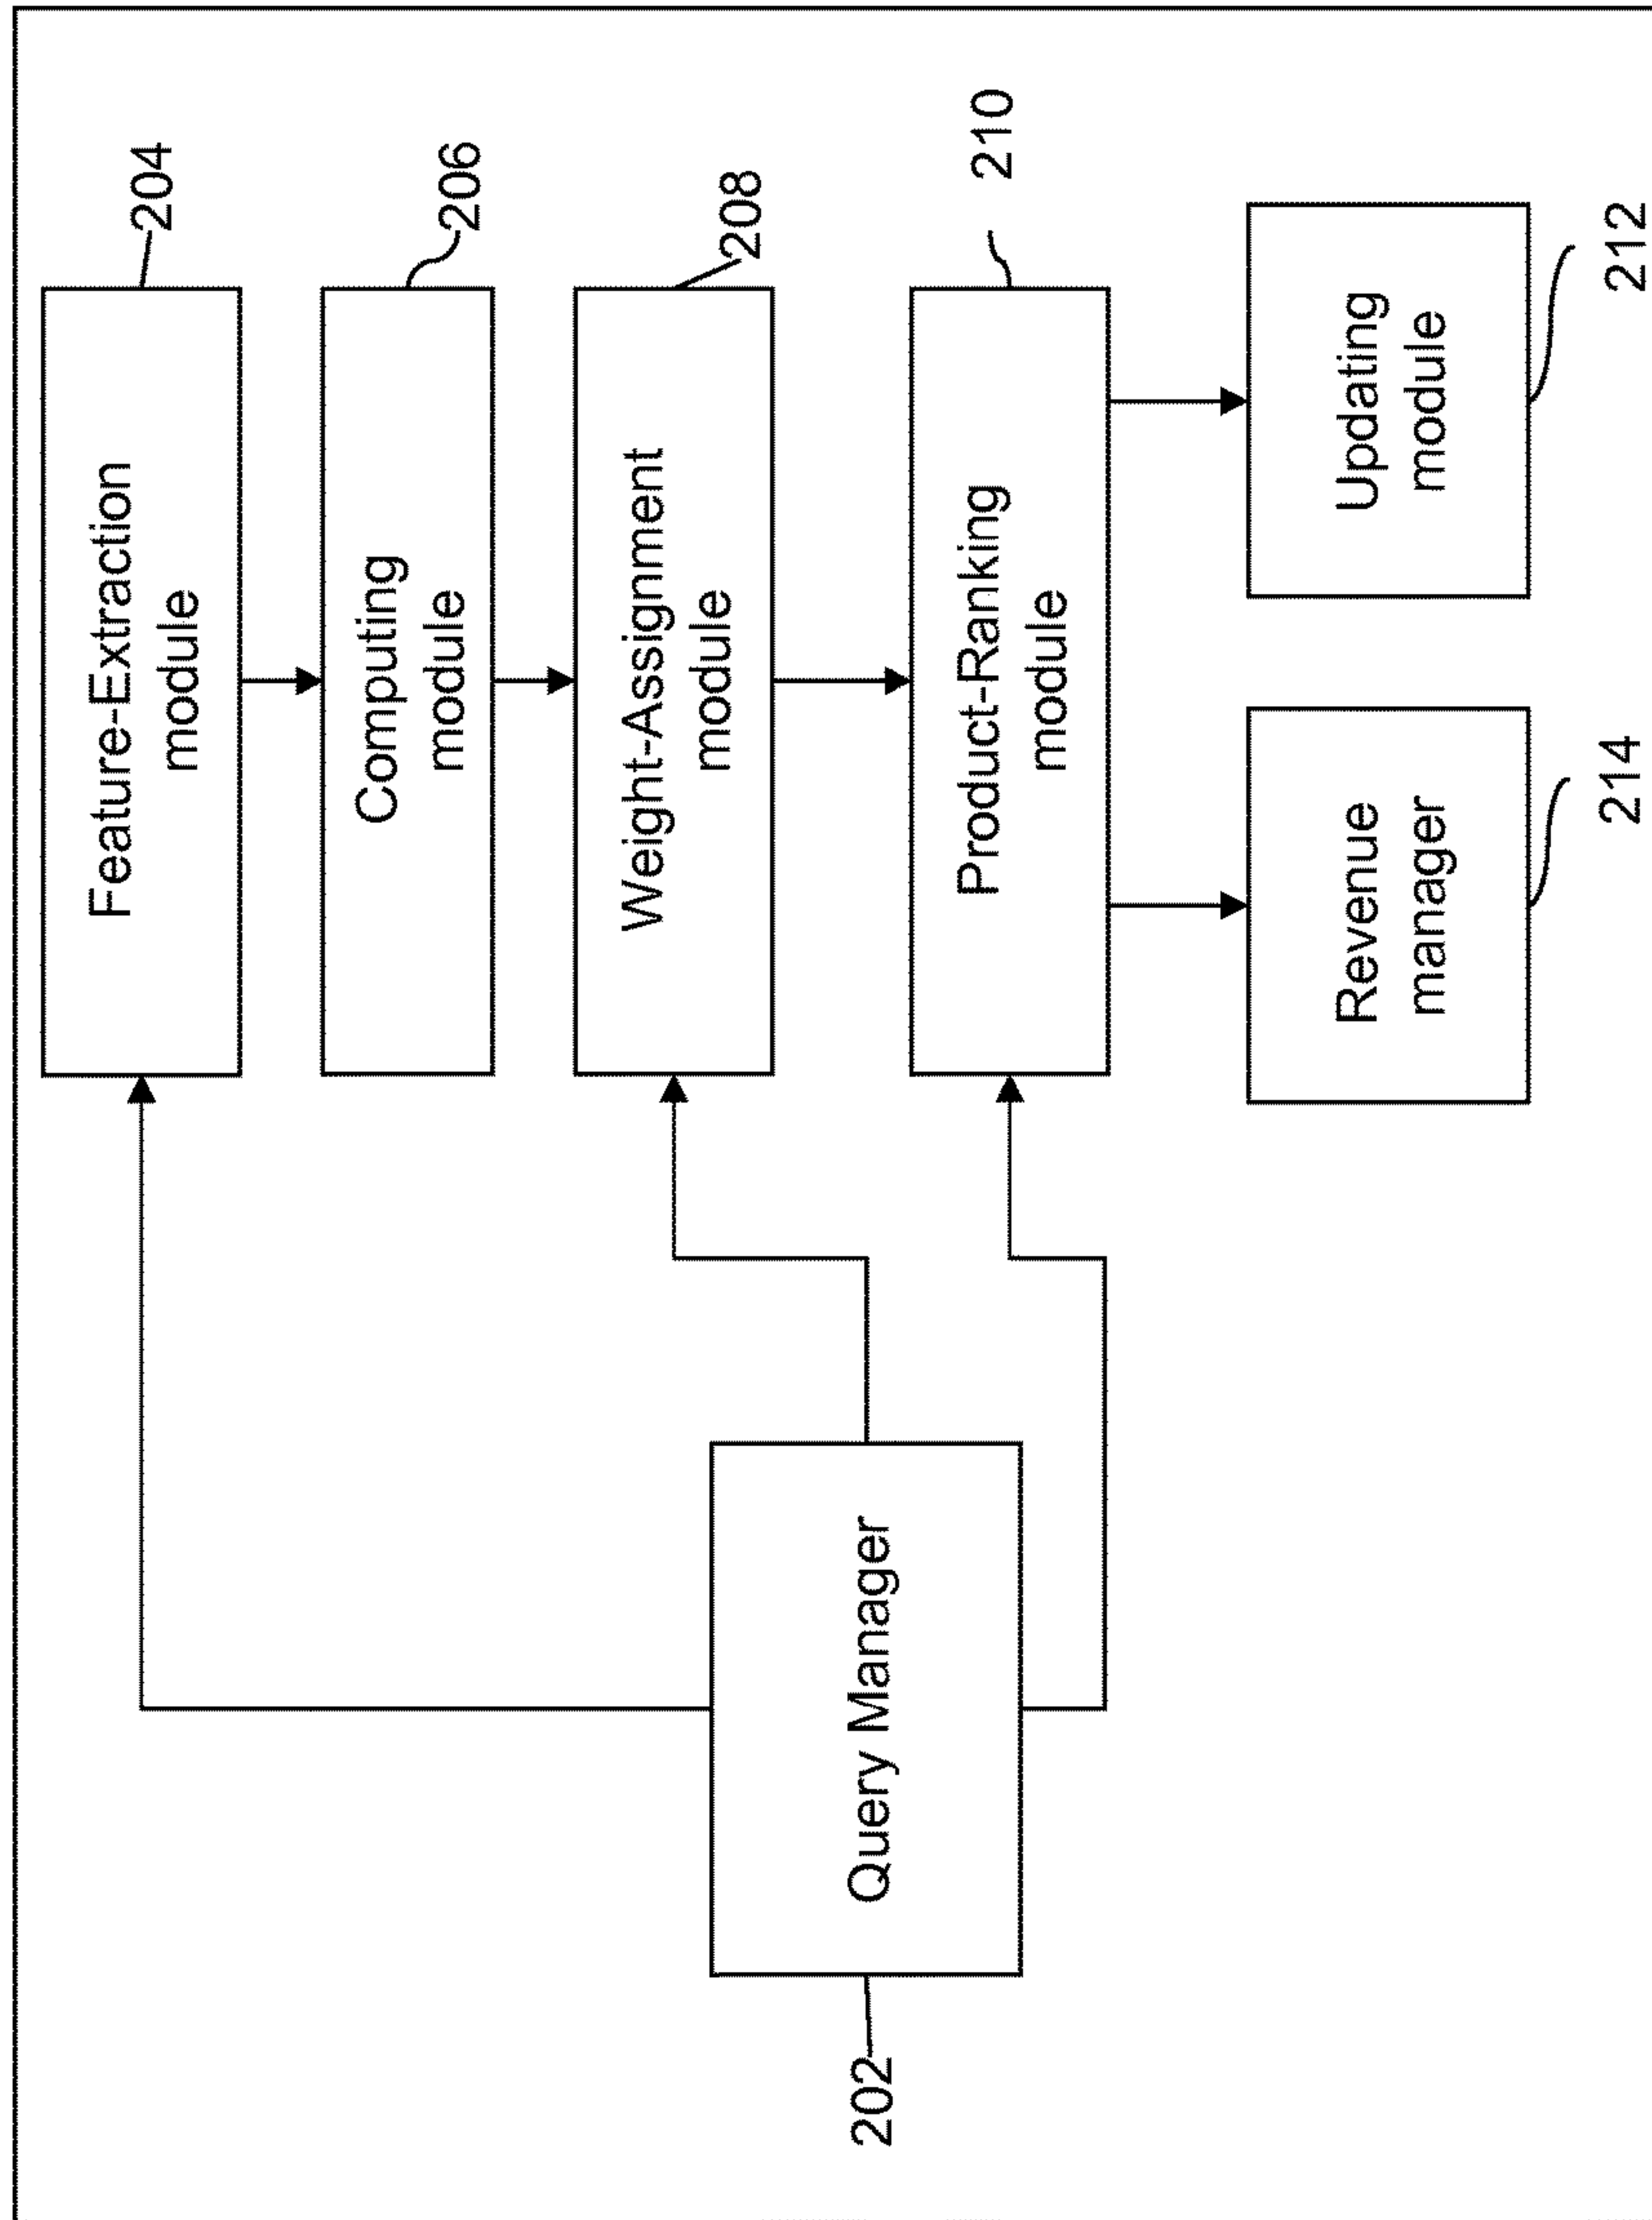 Feature-Extraction
module
204
Computing
module
206
Weight-Assignment
module
208
Query Manager
202
Product-Ranking
module
210
Revenue
manager
214
Updating
module
212